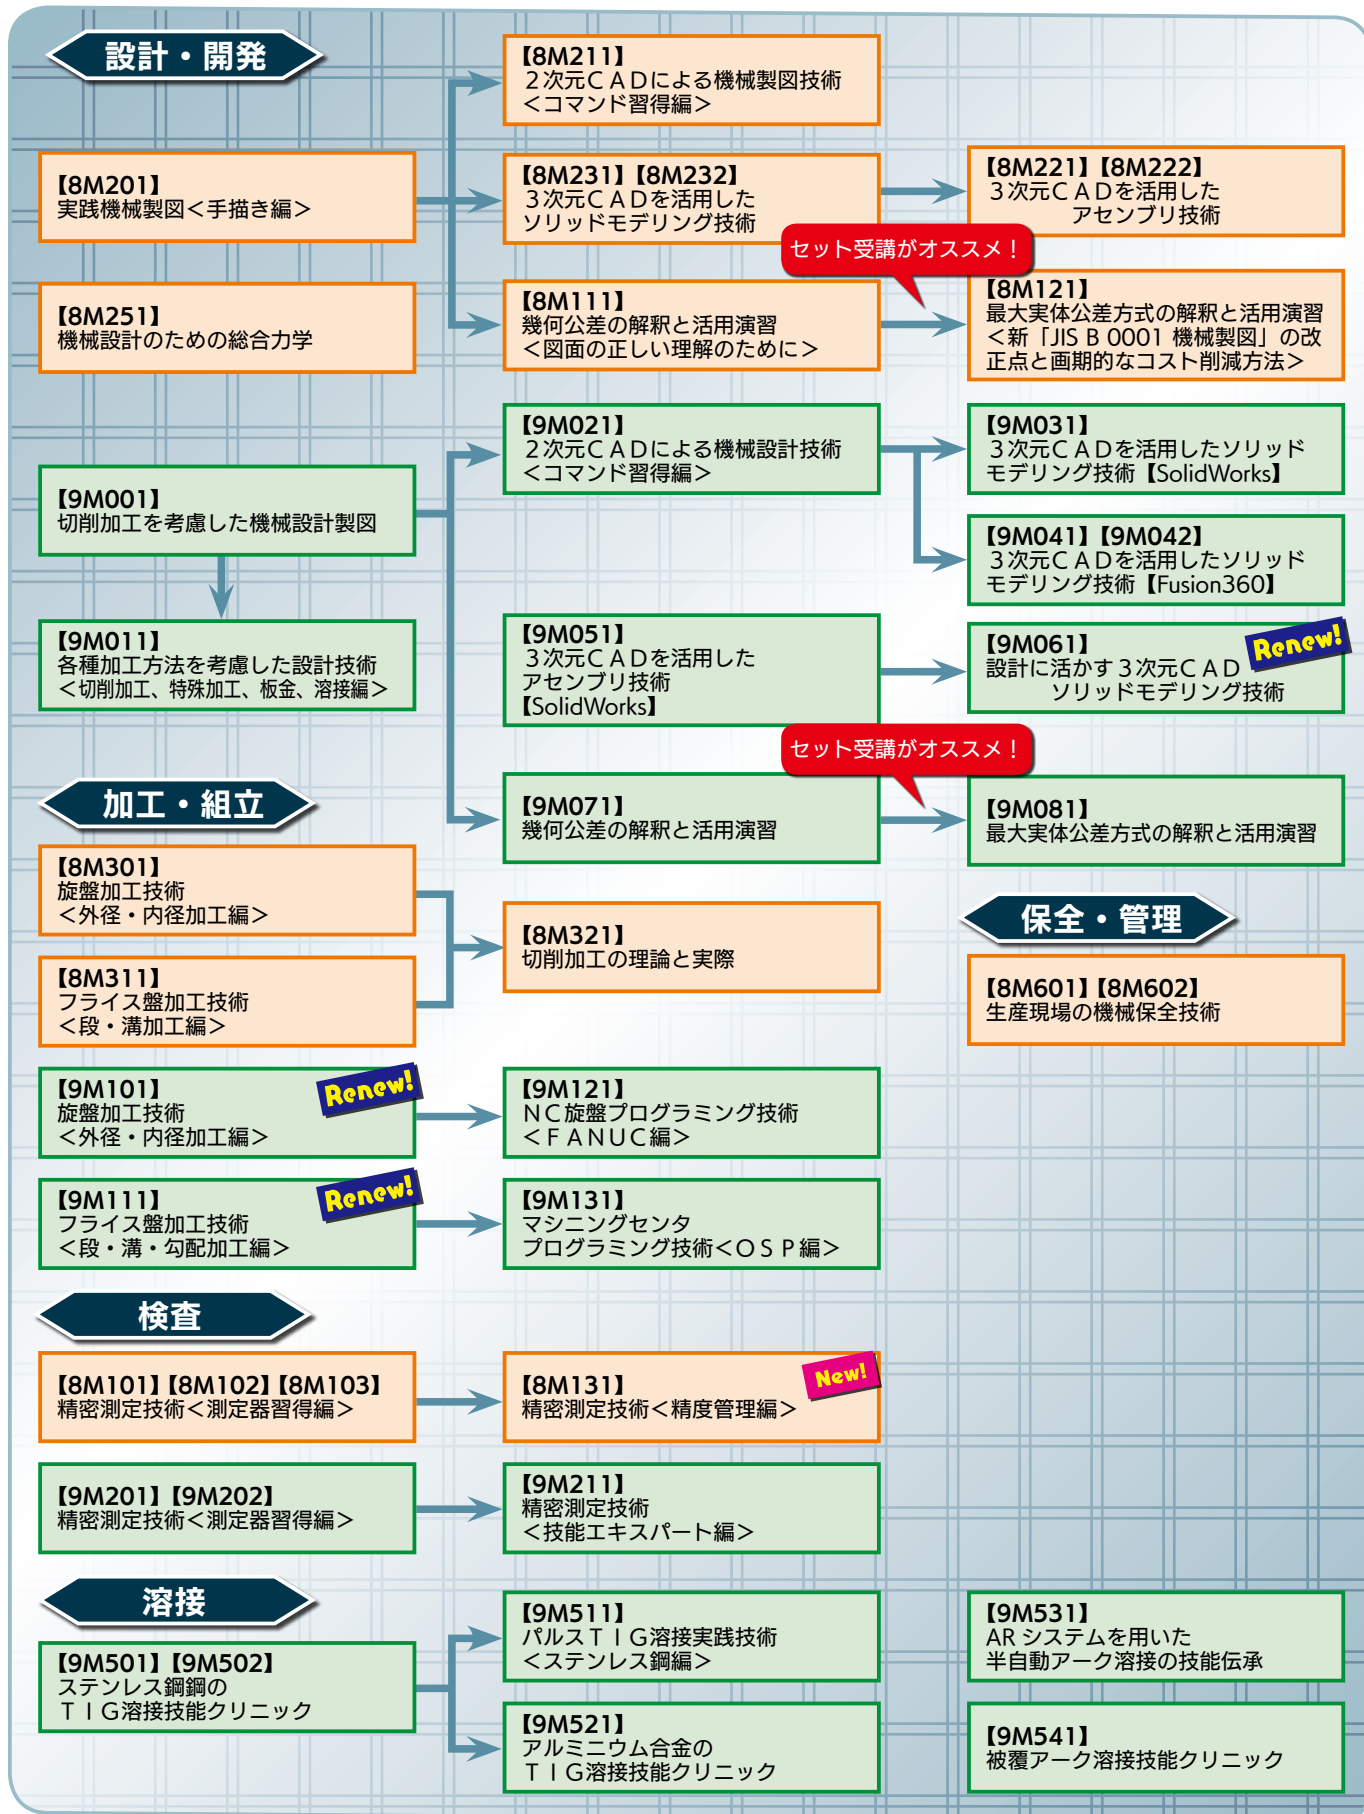 設計・開発
【8M201】
実践機械製図＜手描き編＞
【8M251】
機械設計のための総合力学
【8M211】
２次元ＣＡＤによる機械製図技術
＜コマンド習得編＞
【8M231】【8M232】
３次元ＣＡＤを活用した
ソリッドモデリング技術
【8M221】【8M222】
３次元ＣＡＤを活用した
アセンブリ技術
セット受講がオススメ！
【8M111】
幾何公差の解釈と活用演習
＜図面の正しい理解のために＞
【8M121】
最大実体公差方式の解釈と活用演習
＜新「JIS B 0001 機械製図」の改
正点と画期的なコスト削減方法＞
【9M001】
切削加工を考慮した機械設計製図
【9M011】
各種加工方法を考慮した設計技術
＜切削加工、特殊加工、板金、溶接編＞
【9M021】
２次元ＣＡＤによる機械設計技術
＜コマンド習得編＞
【9M031】
３次元ＣＡＤを活用したソリッド
モデリング技術【SolidWorks】
【9M041】【9M042】
３次元ＣＡＤを活用したソリッド
モデリング技術【Fusion360】
【9M051】
３次元ＣＡＤを活用した
アセンブリ技術
【SolidWorks】
【9M061】
設計に活かす３次元ＣＡＤ
ソリッドモデリング技術
Renew!
セット受講がオススメ！
【9M071】
幾何公差の解釈と活用演習
【9M081】
最大実体公差方式の解釈と活用演習
加工・組立
【8M301】
旋盤加工技術
＜外径・内径加工編＞
【8M311】
フライス盤加工技術
＜段・溝加工編＞
【8M321】
切削加工の理論と実際
保全・管理
【8M601】【8M602】
生産現場の機械保全技術
【9M101】
旋盤加工技術
＜外径・内径加工編＞
Renew!
【9M121】
ＮＣ旋盤プログラミング技術
＜ＦＡＮＵＣ編＞
【9M111】
フライス盤加工技術
＜段・溝・勾配加工編＞
Renew!
【9M131】
マシニングセンタ
プログラミング技術＜ＯＳＰ編＞
検査
【8M101】【8M102】【8M103】
精密測定技術＜測定器習得編＞
【8M131】
精密測定技術＜精度管理編＞
New!
【9M201】【9M202】
精密測定技術＜測定器習得編＞
【9M211】
精密測定技術
＜技能エキスパート編＞
溶接
【9M501】【9M502】
ステンレス鋼鋼の
ＴＩＧ溶接技能クリニック
【9M511】
パルスＴＩＧ溶接実践技術
＜ステンレス鋼編＞
【9M521】
アルミニウム合金の
ＴＩＧ溶接技能クリニック
【9M531】
AR システムを用いた
半自動アーク溶接の技能伝承
【9M541】
被覆アーク溶接技能クリニック